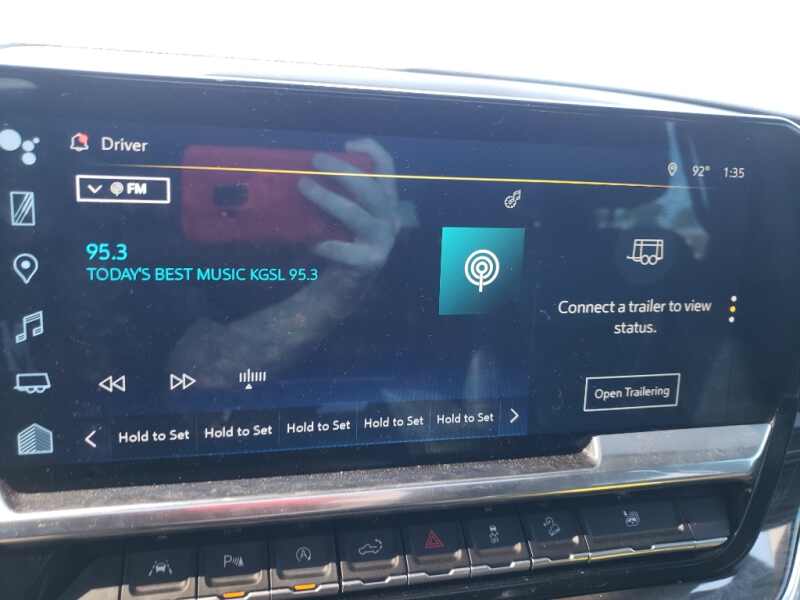 Driver
92° 1:35
FM
95.3
TODAY'S BEST MUSIC KGSL 95.3
Connect a trailer to view
status.
Open Trailering
Hold to Set Hold to Set Hold to Set Hold to Set Hold to Set
P
A